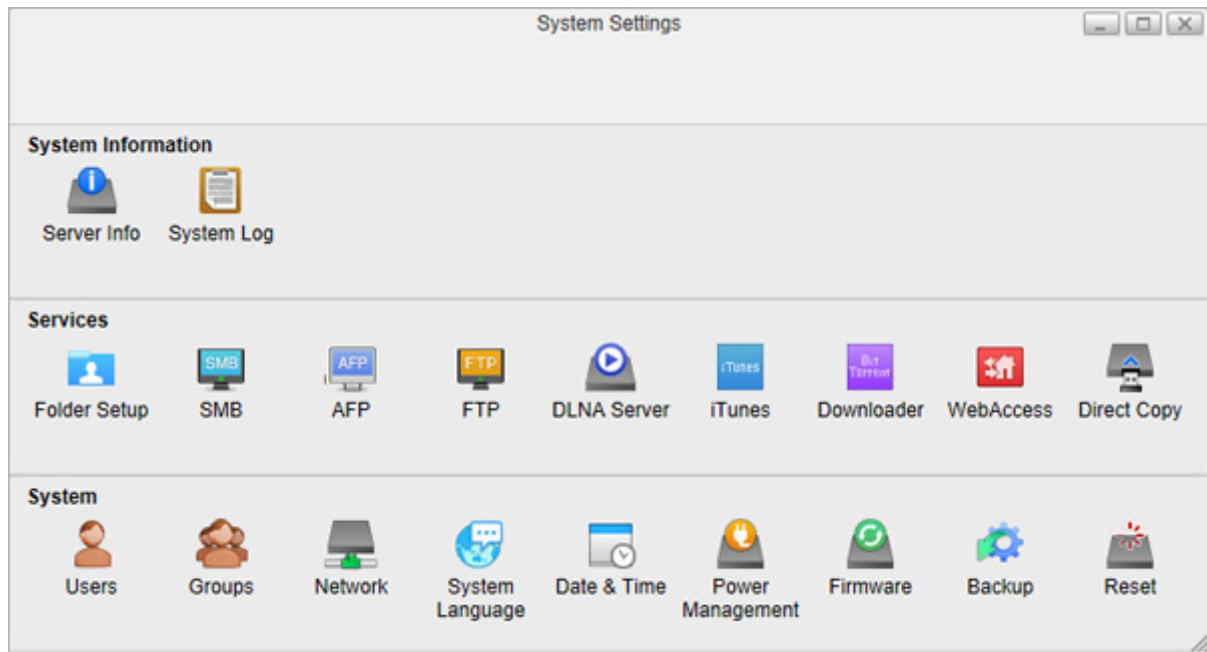 System Settings
System Information
Server Info System Log
Services
SMB AFP FTP iTunes Bit
Torrent
Folder Setup SMB AFP FTP DLNA Server iTunes Downloader WebAccess Direct Copy
System
Users Groups Network System Date & Time Power Firmware Backup Reset
Language Management